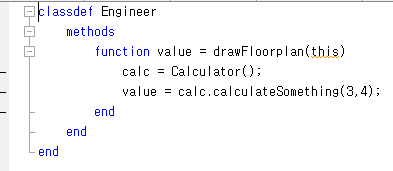 classdef Engineer
    methods
        function value = drawFloorplan(this)
            calc = Calculator();
            value = calc.calculateSomething(3,4);
        end
    end
end